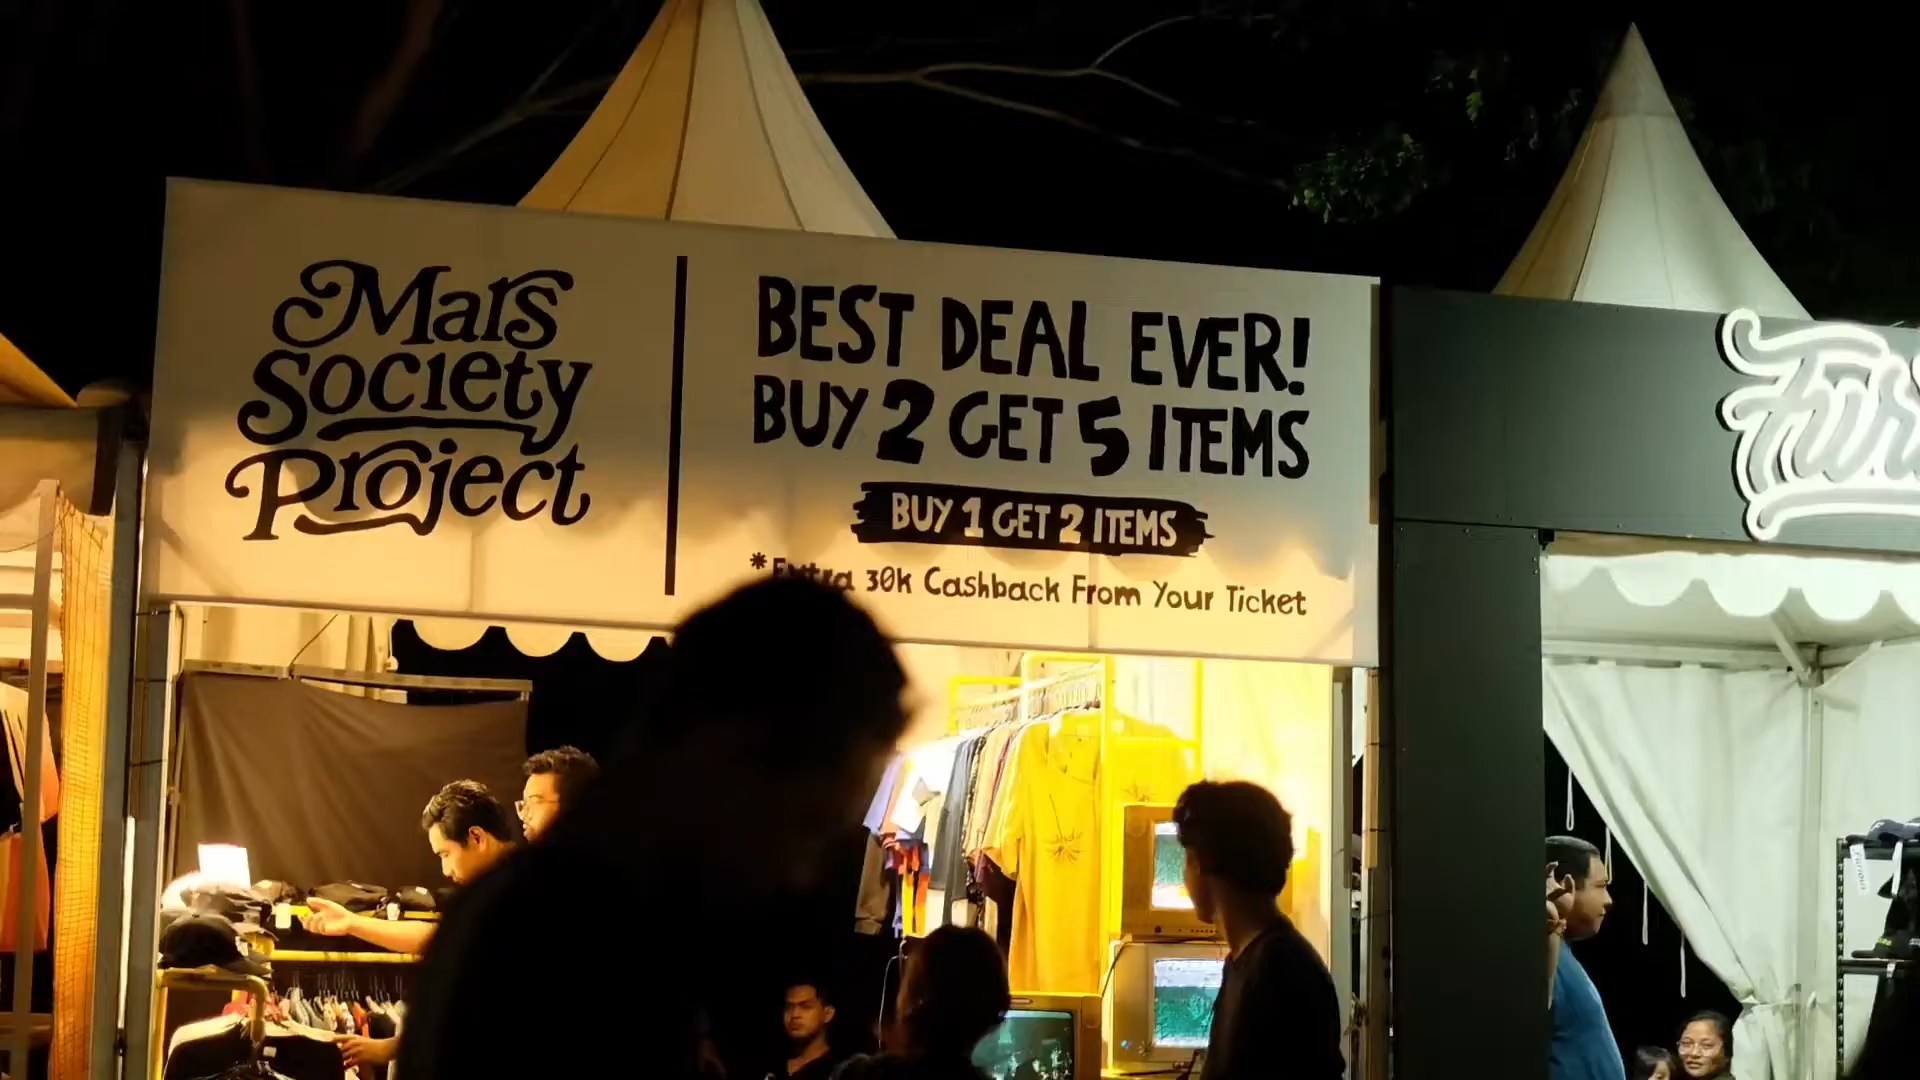 Mars
Society
Project
BEST DEAL EVER!
BUY 2 GET 5 ITEMS
BUY 1 GET 2 ITEMS
*Extra 30k Cashback From Your Ticket